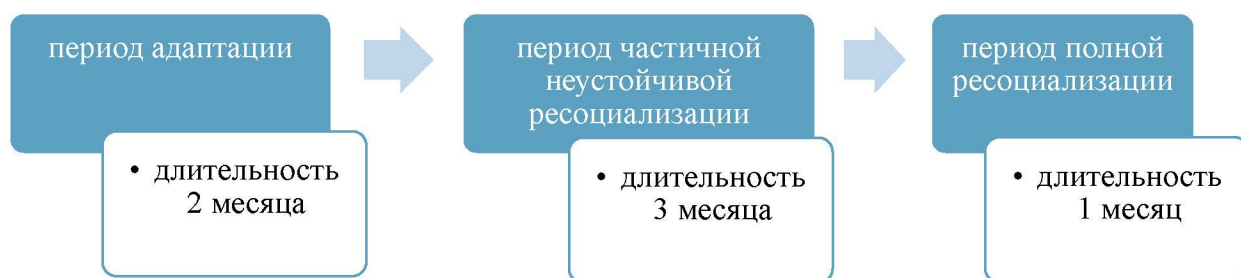 период адаптации
• длительность
2 месяца
период частичной
неустойчивой
ресоциализации
• длительность
3 месяца
период полной
ресоциализации
• длительность
1 месяц